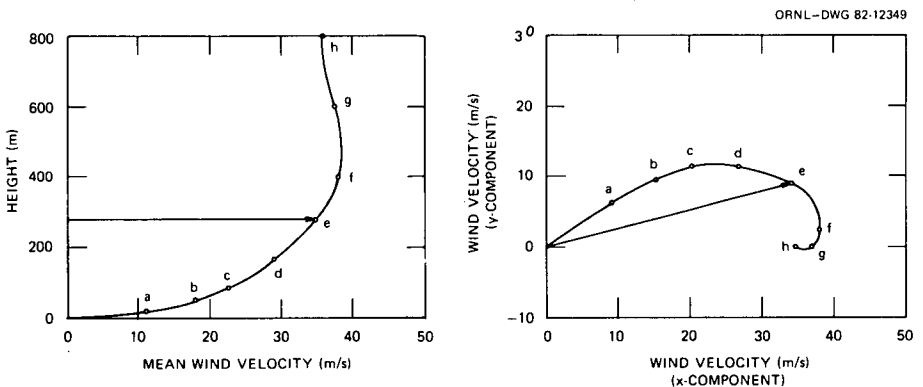 ORNL-DWG 82-12349
800
600
400
200
0
HEIGHT (m)
a
b
c
d
e
f
g
h
0 10 20 30 40 50
MEAN WIND VELOCITY (m/s)
30
20
10
0
-10
WIND VELOCITY (m/s)
(y-COMPONENT)
a
b
c
d
e
f
g
h
0 10 20 30 40 50
WIND VELOCITY (m/s)
(x-COMPONENT)